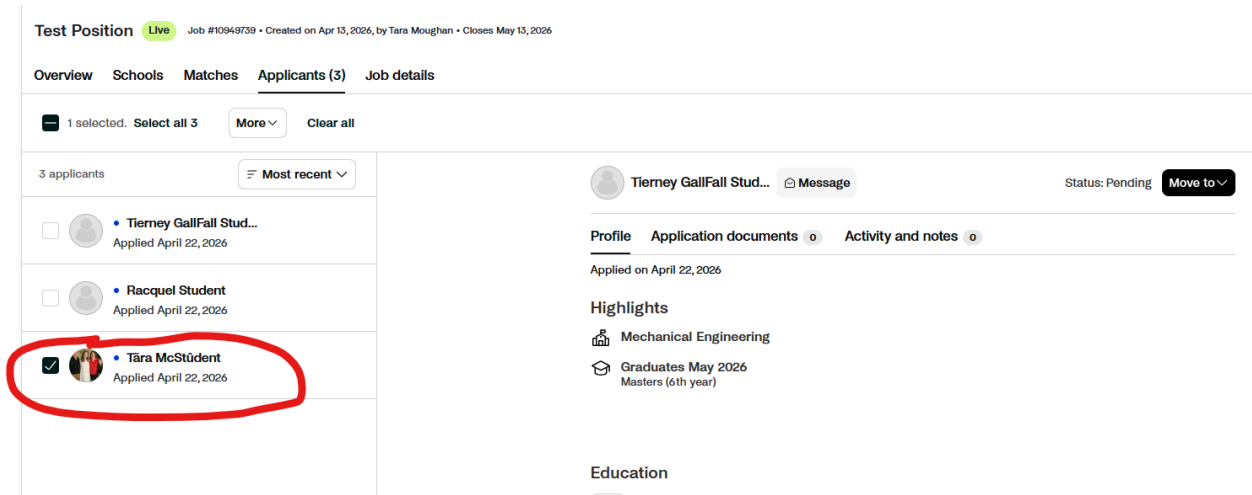 Test Position Live Job #10949739 • Created on Apr 13, 2026, by Tara Moughan • Closes May 13, 2026
Overview Schools Matches Applicants (3) Job details
1 selected. Select all 3 More Clear all
3 applicants Most recent
Tierney GallFall Stud...
Applied April 22, 2026
Racquel Student
Applied April 22, 2026
Tāra McStûdent
Applied April 22, 2026
Tierney GallFall Stud... Message Status: Pending Move to
Profile Application documents 0 Activity and notes 0
Applied on April 22, 2026
Highlights
Mechanical Engineering
Graduates May 2026
Masters (6th year)
Education